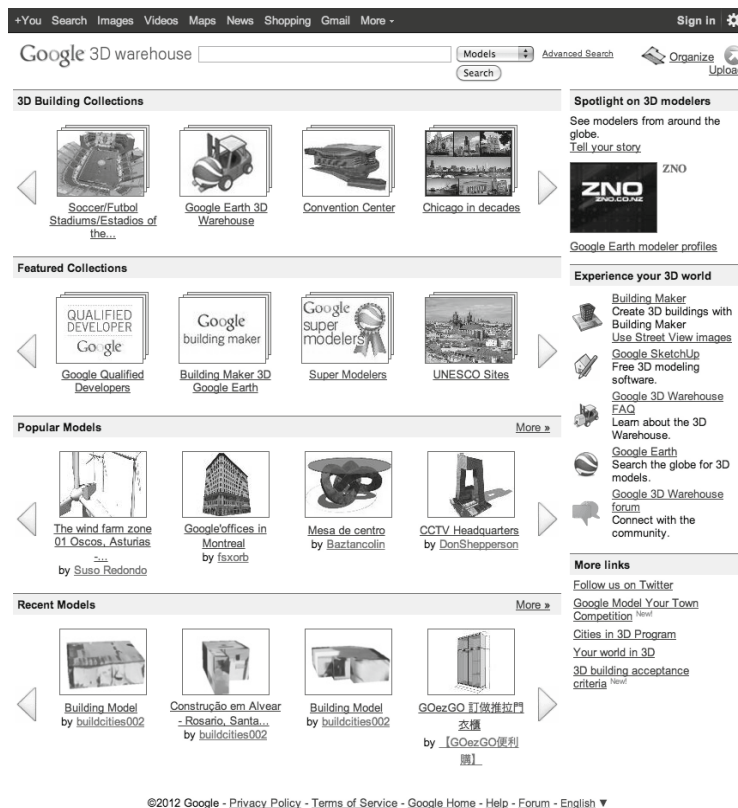 +You Search Images Videos Maps News Shopping Gmail More Sign in
Google 3D warehouse Models Advanced Search Organize
Search Uploa
3D Building Collections
Soccer/Futbol
Stadiums/Estadios of
the...
Google Earth 3D
Warehouse
Convention Center
Chicago in decades
Featured Collections
QUALIFIED
DEVELOPER
Google
Google
building maker
Google
super
modelers
Google Qualified
Developers
Building Maker 3D
Google Earth
Super Modelers
UNESCO Sites
Popular Models More »
The wind farm zone
01 Oscos, Asturias
-...
by Suso Redondo
Google'offices in
Montreal
by fsxorb
Mesa de centro
by Baztancolin
CCTV Headquarters
by DonShepperson
Recent Models More »
Building Model
by buildcities002
Construção em Alvear
- Rosario, Santa...
by buildcities002
Building Model
by buildcities002
GOezGO 訂做推拉門
衣櫃
by 【GOezGO便利
購】
Spotlight on 3D modelers
See modelers from around the
globe.
Tell your story
ZNO
ZNO.CO.NZ
ZNO
Google Earth modeler profiles
Experience your 3D world
Building Maker
Create 3D buildings with
Building Maker
Use Street View images
Google SketchUp
Free 3D modeling
software.
Google 3D Warehouse
FAQ
Learn about the 3D
Warehouse.
Google Earth
Search the globe for 3D
models.
Google 3D Warehouse
forum
Connect with the
community.
More links
Follow us on Twitter
Google Model Your Town
Competition New!
Cities in 3D Program
Your world in 3D
3D building acceptance
criteria New!
©2012 Google - Privacy Policy - Terms of Service - Google Home - Help - Forum - English ▼